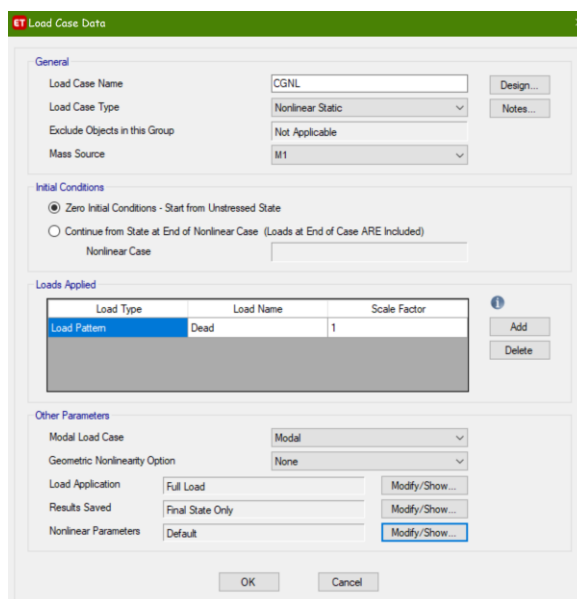 ET Load Case Data
General
Load Case Name CGNL Design...
Load Case Type Nonlinear Static Notes...
Exclude Objects in this Group Not Applicable
Mass Source M1
Initial Conditions
Zero Initial Conditions - Start from Unstressed State
Continue from State at End of Nonlinear Case (Loads at End of Case ARE Included)
Nonlinear Case
Loads Applied
Load Type Load Name Scale Factor
Load Pattern Dead 1 Add
Delete
Other Parameters
Modal Load Case Modal
Geometric Nonlinearity Option None
Load Application Full Load Modify/Show...
Results Saved Final State Only Modify/Show...
Nonlinear Parameters Default Modify/Show...
OK Cancel